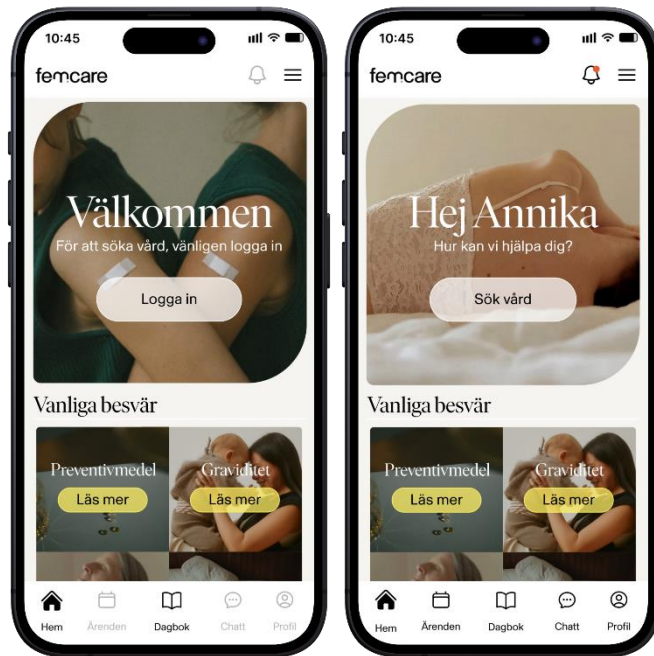 10:45
femcare
Välkommen
För att söka vård, vänligen logga in
Logga in
Vanliga besvär
Preventivmedel
Graviditet
Läs mer
Läs mer
Hem
Ärenden
Dagbok
Chatt
Profil
10:45
femcare
Hej Annika
Hur kan vi hjälpa dig?
Sök vård
Vanliga besvär
Preventivmedel
Graviditet
Läs mer
Läs mer
Hem
Ärenden
Dagbok
Chatt
Profil